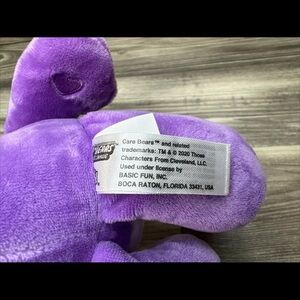 Care Bears™ and related
trademarks: TM & © 2020 Those
Characters From Cleveland, LLC.
Used under license by
BASIC FUN, INC.
BOCA RATON, FLORIDA 33431, USA